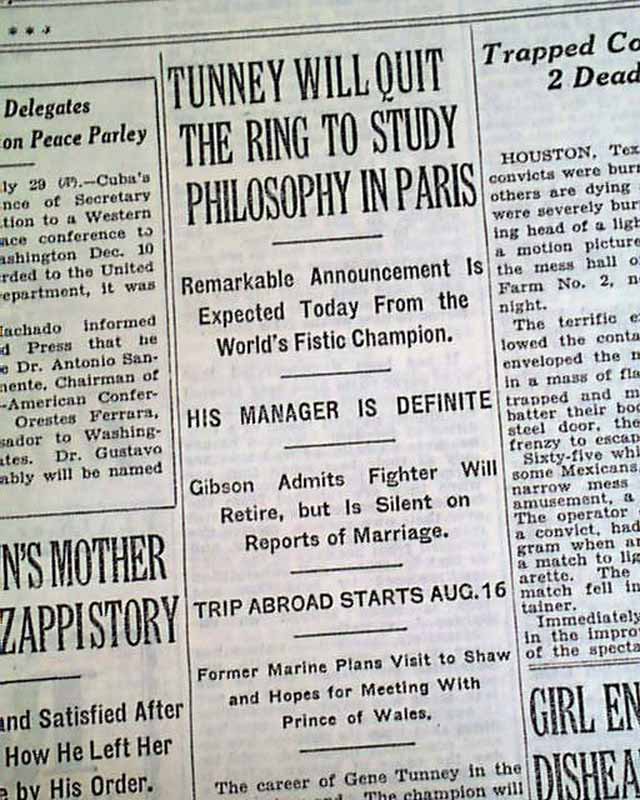 * * *
Delegates
on Peace Parley
ly 29 (AP).—Cuba's
nce of Secretary
tion to a Western
ace conference to
ashington Dec. 10
rded to the United
epartment, it was
Machado informed
d Press that he
e Dr. Antonio San-
nente, Chairman of
-American Confer-
Orestes Ferrara,
sador to Washing-
ates. Dr. Gustavo
ably will be named
N'S MOTHER
ZAPPI STORY
and Satisfied After
How He Left Her
e by His Order.
TUNNEY WILL QUIT
THE RING TO STUDY
PHILOSOPHY IN PARIS
Remarkable Announcement Is
Expected Today From the
World's Fistic Champion.
HIS MANAGER IS DEFINITE
Gibson Admits Fighter Will
Retire, but Is Silent on
Reports of Marriage.
TRIP ABROAD STARTS AUG. 16
Former Marine Plans Visit to Shaw
and Hopes for Meeting With
Prince of Wales.
The career of Gene Tunney in the
The champion will
Trapped Co
2 Dead
HOUSTON, Tex
convicts were burn
others are dying
were severely bur
ing head of a ligh
a motion picture
the mess hall o
Farm No. 2, n
night.
The terrific e
lowed the conta
enveloped the m
in a mass of fla
trapped and m
batter their bo
steel door, the
frenzy to escap
Sixty-five whi
some Mexicans
narrow mess
amusement, a
The operator
a convict, had
gram when an
a match to lig
arette. The
match fell in
tainer.
Immediately
in the impro
of the specta
GIRL EN
DISHEA